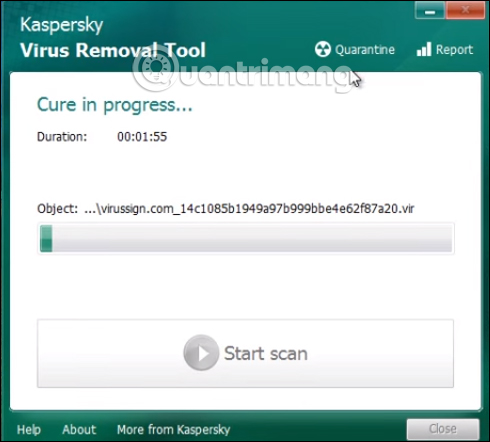 Kaspersky
Virus Removal Tool
Quarantine Report
Quantrimang
Cure in progress...
Duration: 00:01:55
Object: ...\virussign.com_14c1085b1949a97b999bbe4e62f87a20.vir
Start scan
Help About More from Kaspersky Close